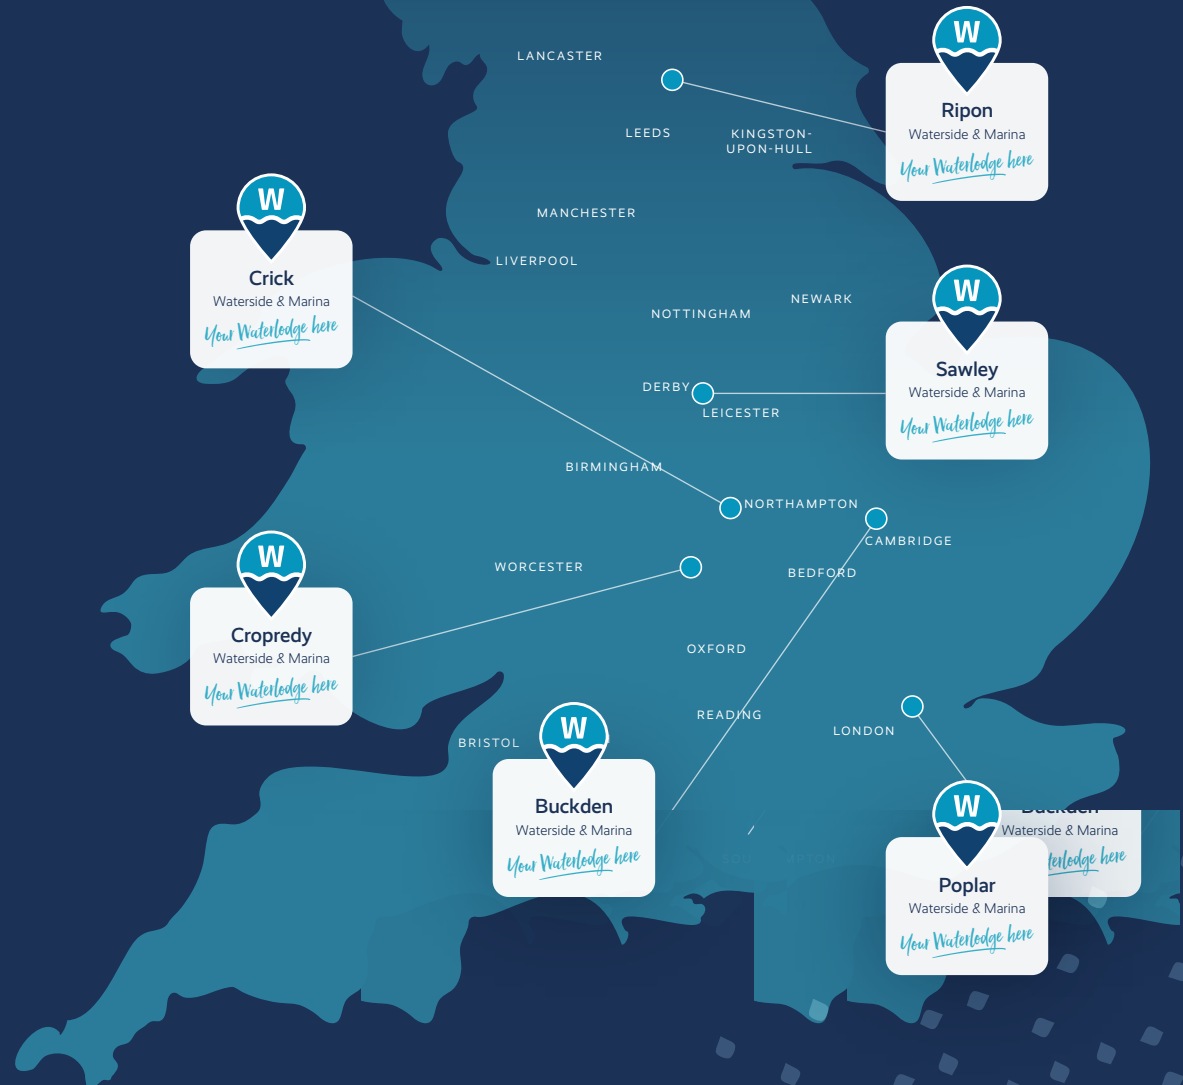 LANCASTER
W
Ripon
Waterside & Marina
Your Waterlodge here
LEEDS
KINGSTON-
UPON-HULL
MANCHESTER
LIVERPOOL
W
Crick
Waterside & Marina
Your Waterlodge here
NEWARK
NOTTINGHAM
W
Sawley
Waterside & Marina
Your Waterlodge here
DERBY
LEICESTER
BIRMINGHAM
NORTHAMPTON
CAMBRIDGE
WORCESTER
BEDFORD
W
Cropredy
Waterside & Marina
Your Waterlodge here
OXFORD
READING
LONDON
BRISTOL
W
Buckden
Waterside & Marina
Your Waterlodge here
W
Poplar
Waterside & Marina
Your Waterlodge here
Buckden
Waterside & Marina
here